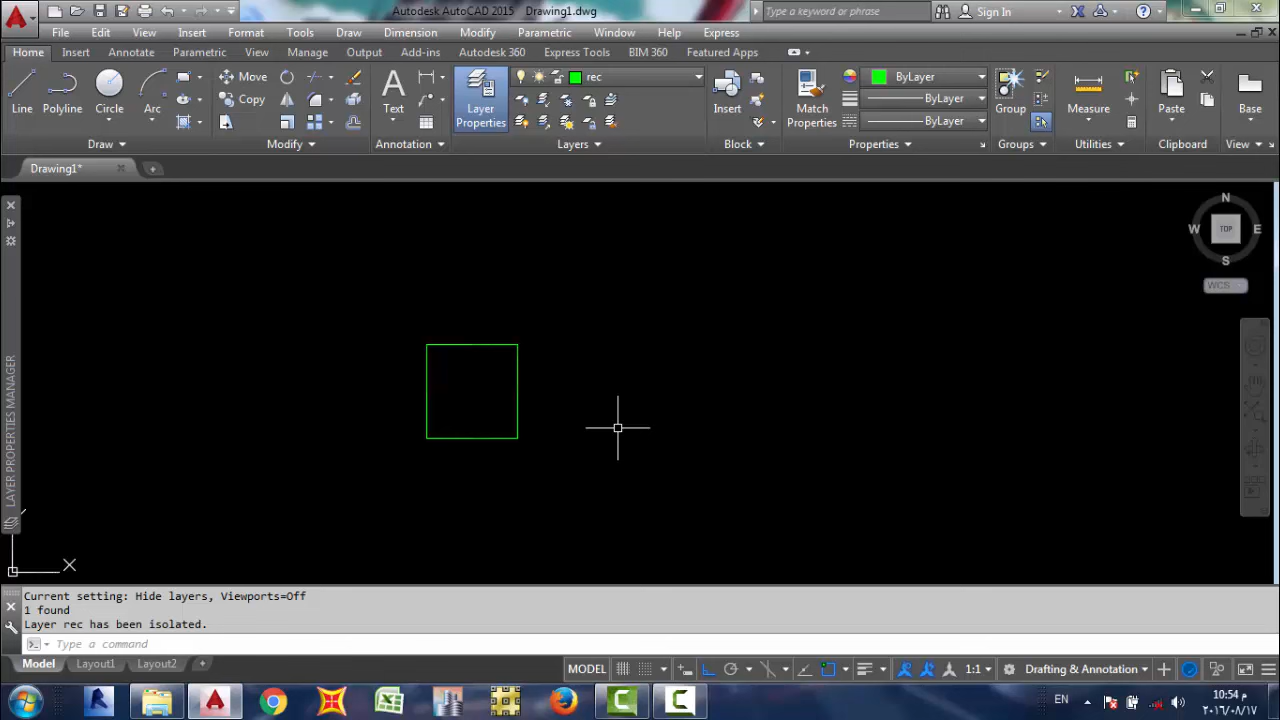 Autodesk AutoCAD 2015 Drawing1.dwg
Type a keyword or phrase
Sign In
File Edit View Insert Format Tools Draw Dimension Modify Parametric Window Help Express
Home Insert Annotate Parametric View Manage Output Add-ins Autodesk 360 Express Tools BIM 360 Featured Apps
Line
Polyline
Circle
Arc
Move
Copy
Text
Layer
Properties
rec
Insert
Match
Properties
ByLayer
ByLayer
ByLayer
Group
Measure
Paste
Base
Draw
Modify
Annotation
Layers
Block
Properties
Groups
Utilities
Clipboard
View
Drawing1*
N
W
TOP
E
S
WCS
LAYER PROPERTIES MANAGER
X
Current setting: Hide layers, Viewports=Off
1 found
Layer rec has been isolated.
Type a command
Model Layout1 Layout2
MODEL
1:1
Drafting & Annotation
EN
10:54 م
٢٠١٦/٠٨/١٧